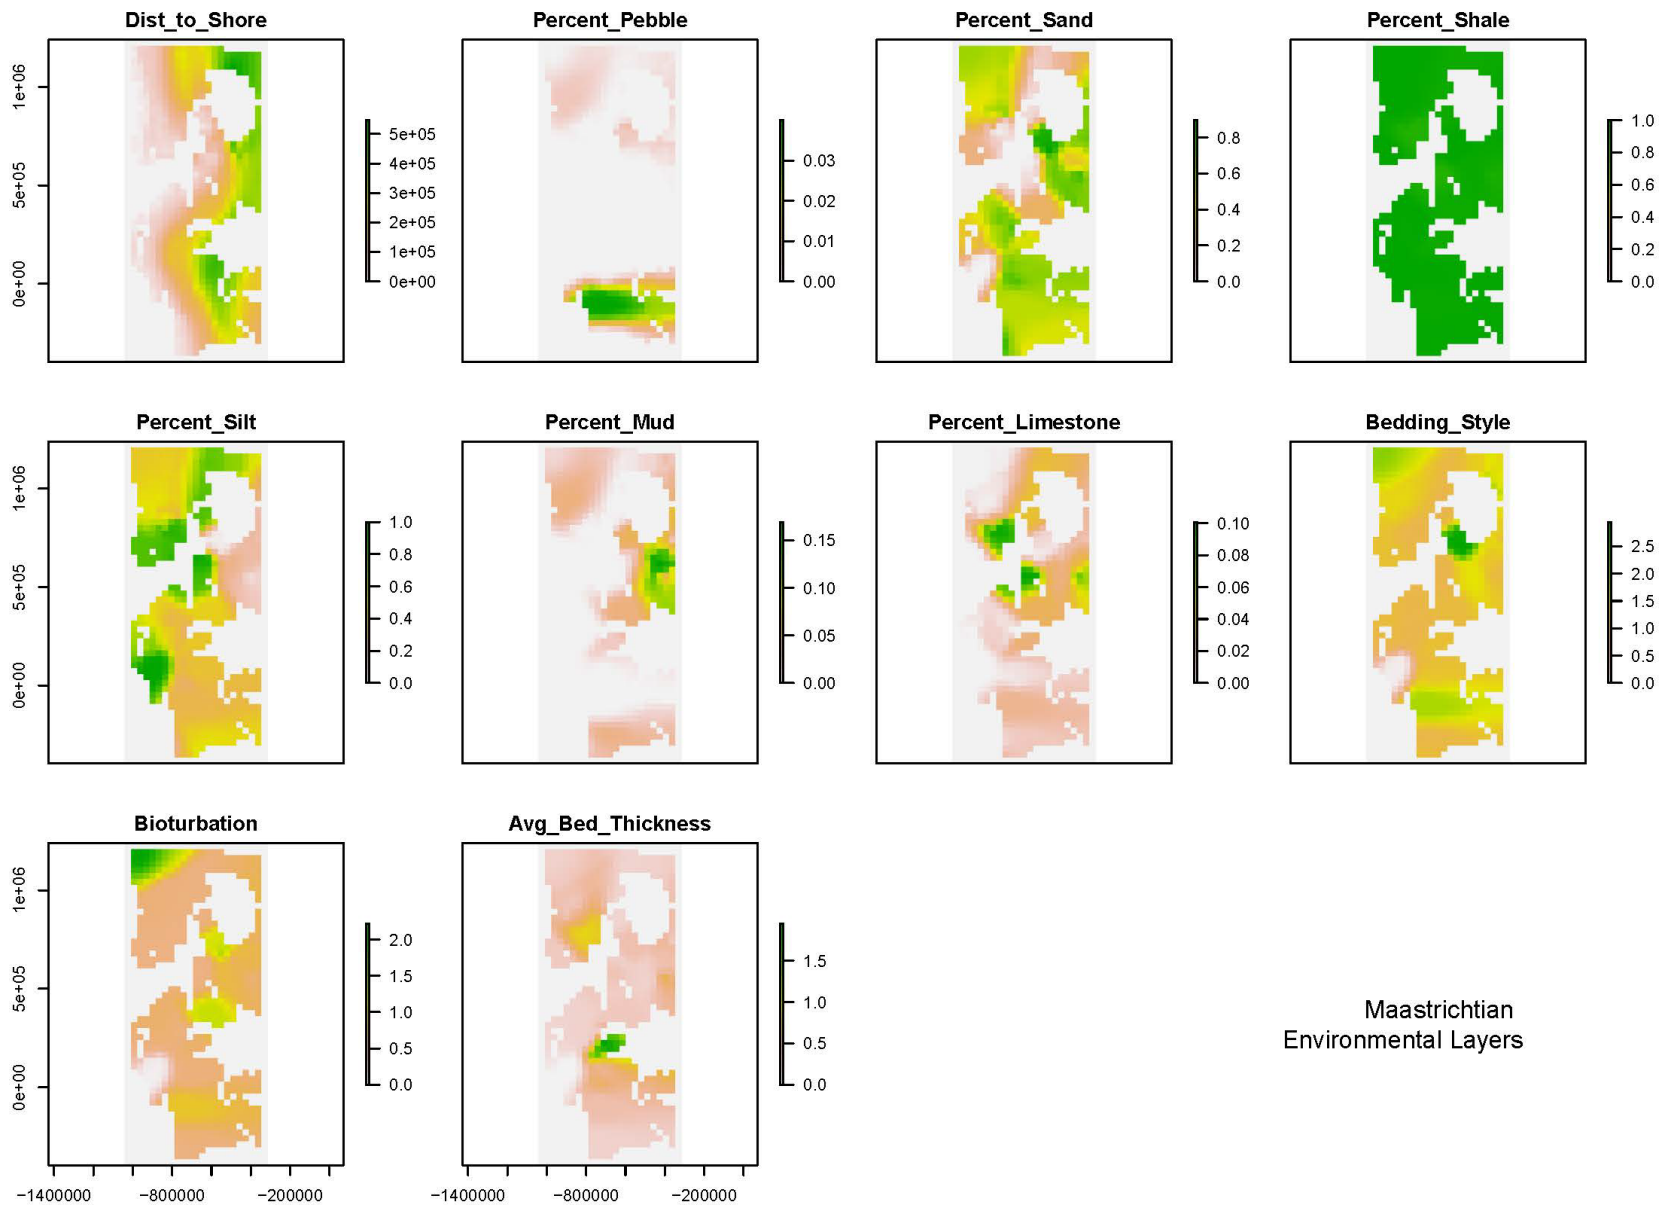 Dist_to_Shore
Percent_Pebble
Percent_Sand
Percent_Shale
1e+06
5e+05
0e+00
5e+05
4e+05
3e+05
2e+05
1e+05
0e+00
0.03
0.02
0.01
0.00
0.8
0.6
0.4
0.2
0.0
1.0
0.8
0.6
0.4
0.2
0.0
Percent_Silt
Percent_Mud
Percent_Limestone
Bedding_Style
1e+06
5e+05
0e+00
1.0
0.8
0.6
0.4
0.2
0.0
0.15
0.10
0.05
0.00
0.10
0.08
0.06
0.04
0.02
0.00
2.5
2.0
1.5
1.0
0.5
0.0
Bioturbation
Avg_Bed_Thickness
1e+06
5e+05
0e+00
2.0
1.5
1.0
0.5
0.0
1.5
1.0
0.5
0.0
−1400000 −800000 −200000
−1400000 −800000 −200000
Maastrichtian
Environmental Layers